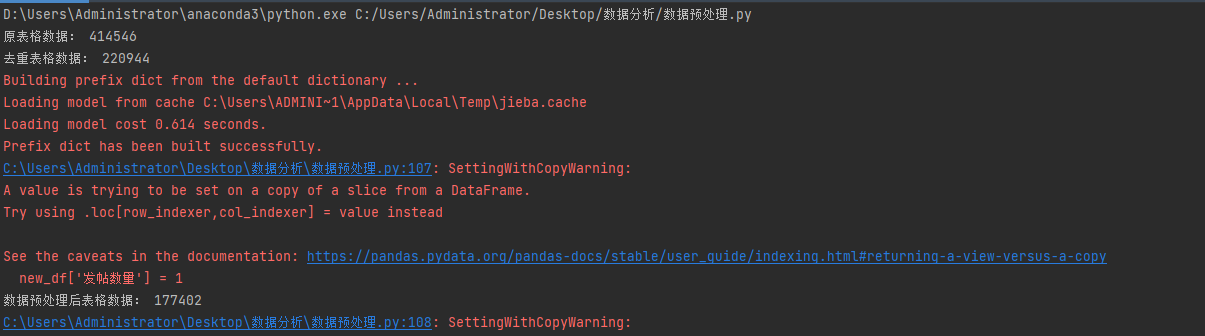 D:\Users\Administrator\anaconda3\python.exe C:/Users/Administrator/Desktop/数据分析/数据预处理.py
原表格数据： 414546
去重表格数据： 220944
Building prefix dict from the default dictionary ...
Loading model from cache C:\Users\ADMINI~1\AppData\Local\Temp\jieba.cache
Loading model cost 0.614 seconds.
Prefix dict has been built successfully.
C:\Users\Administrator\Desktop\数据分析\数据预处理.py:107: SettingWithCopyWarning:
A value is trying to be set on a copy of a slice from a DataFrame.
Try using .loc[row_indexer,col_indexer] = value instead
See the caveats in the documentation: https://pandas.pydata.org/pandas-docs/stable/user_guide/indexing.html#returning-a-view-versus-a-copy
new_df['发帖数量'] = 1
数据预处理后表格数据： 177402
C:\Users\Administrator\Desktop\数据分析\数据预处理.py:108: SettingWithCopyWarning: